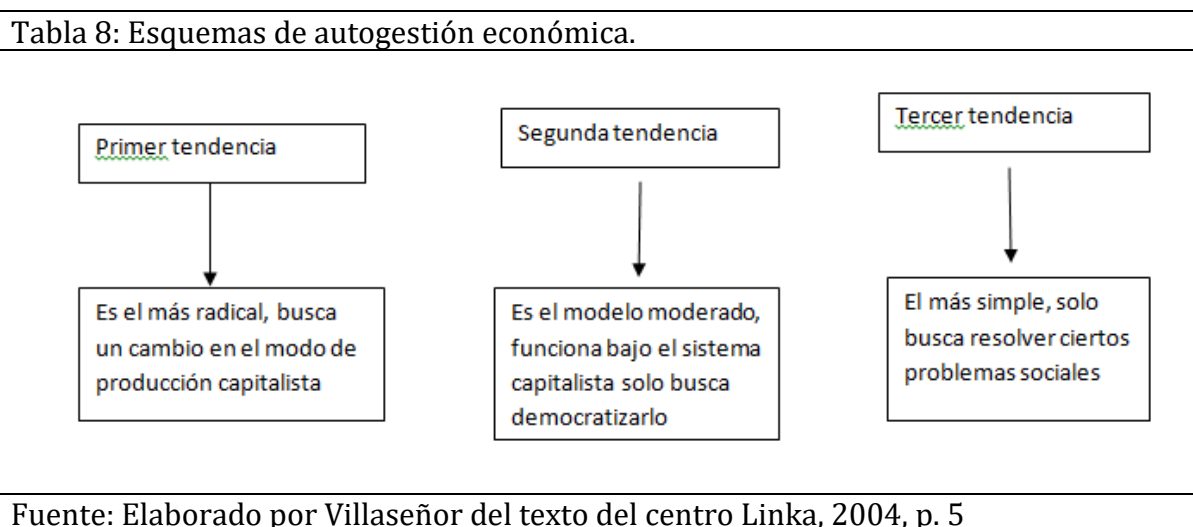 Tabla 8: Esquemas de autogestión económica.
Primer tendencia
Es el más radical, busca
un cambio en el modo de
producción capitalista
Segunda tendencia
Es el modelo moderado,
funciona bajo el sistema
capitalista solo busca
democratizarlo
Tercer tendencia
El más simple, solo
busca resolver ciertos
problemas sociales
Fuente: Elaborado por Villaseñor del texto del centro Linka, 2004, p. 5